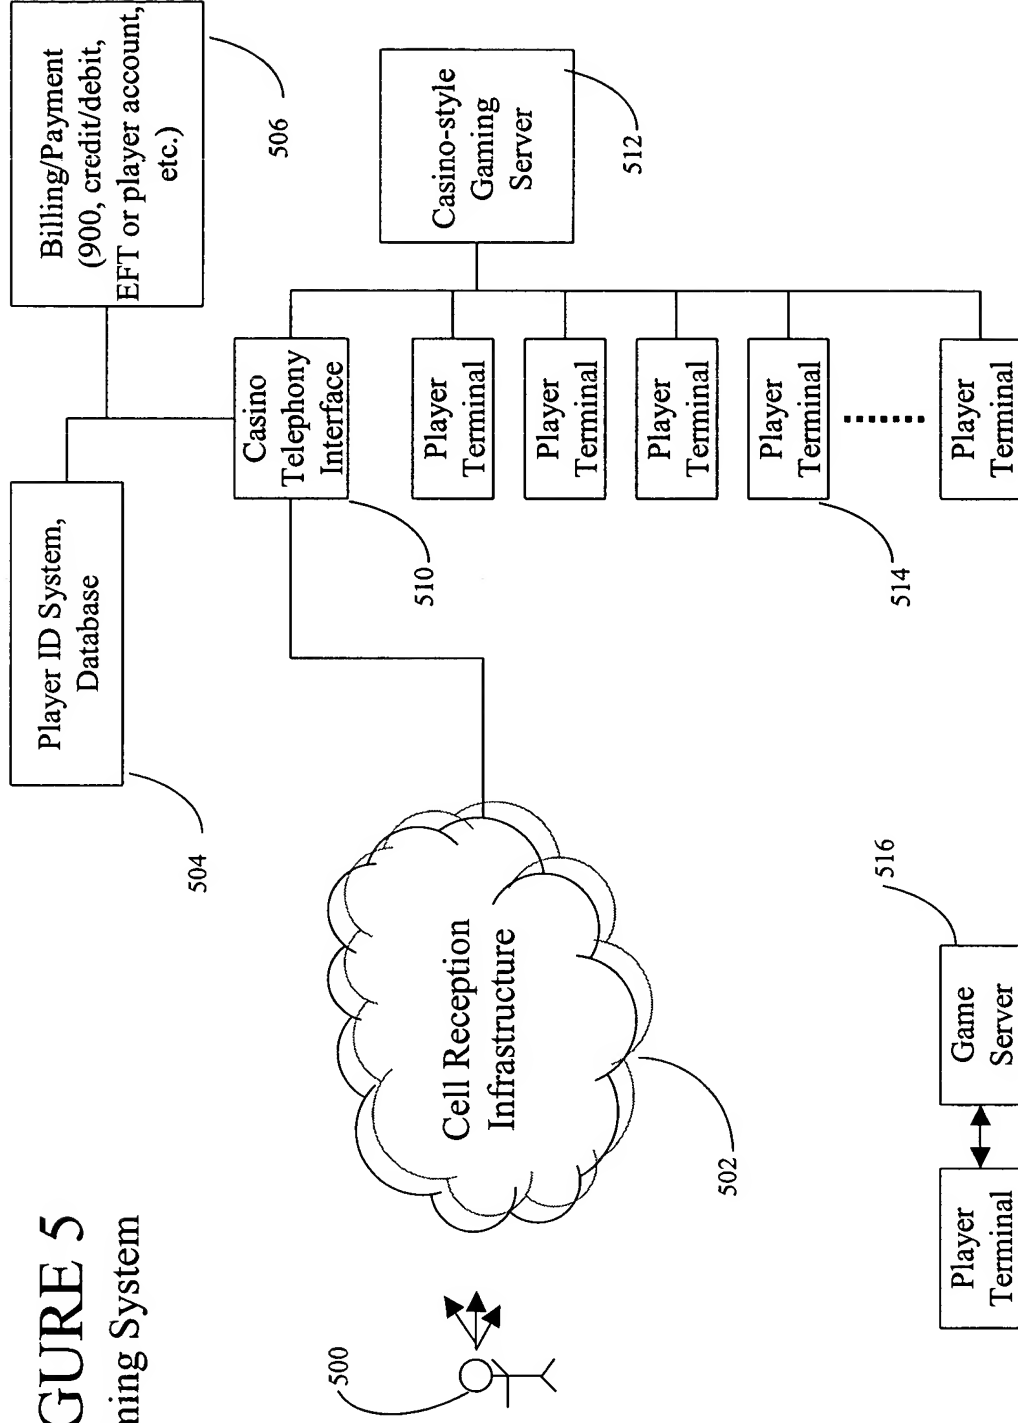 GURE 5
ning System
Player ID System,
Database
504
Billing/Payment
(900, credit/debit,
EFT or player account,
etc.)
506
Casino
Telephony
Interface
510
500
Cell Reception
Infrastructure
502
Casino-style
Gaming
Server
512
Player
Terminal
Player
Terminal
Player
Terminal
Player
Terminal
514
Player
Terminal
Game
Server
516
Player
Terminal